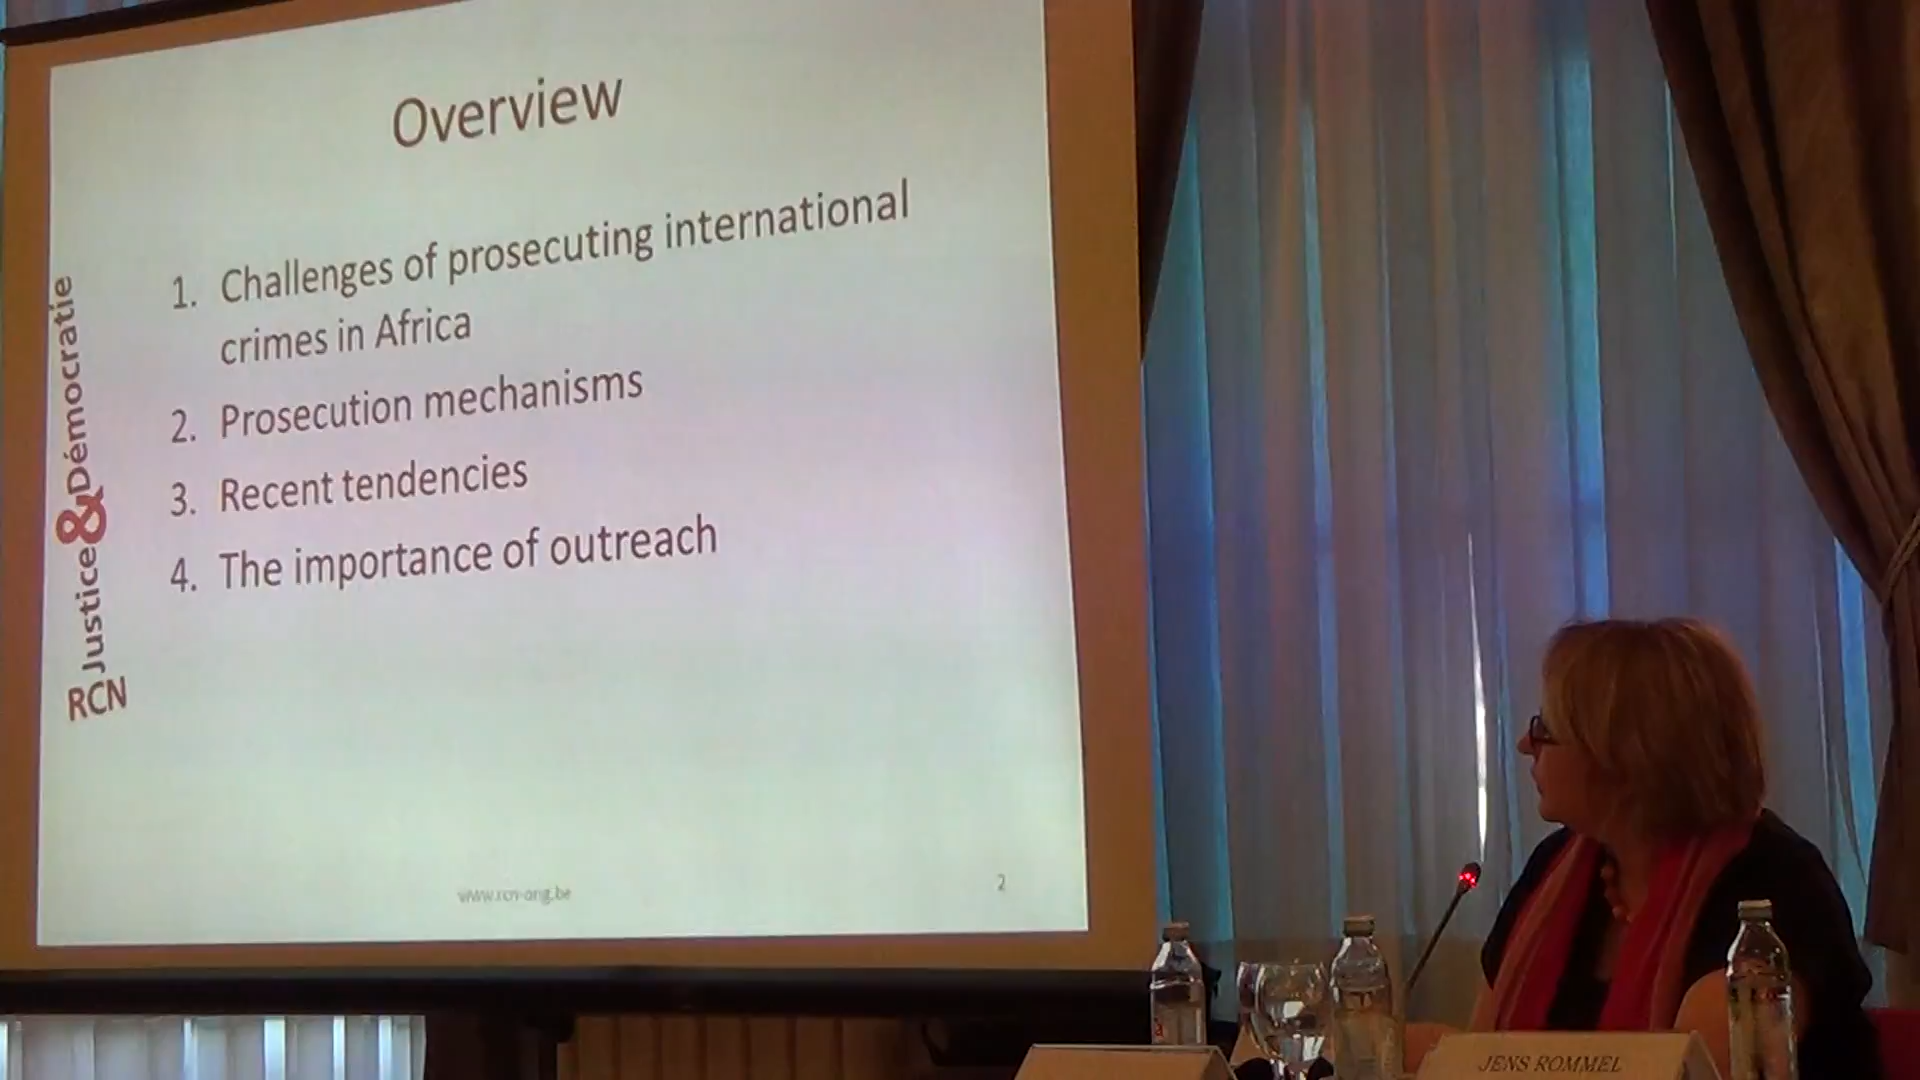 Overview
1. Challenges of prosecuting international
crimes in Africa
2. Prosecution mechanisms
3. Recent tendencies
4. The importance of outreach
RCN Justice & Démocratie
www.rcn-ong.be
2
JENS ROMMEL